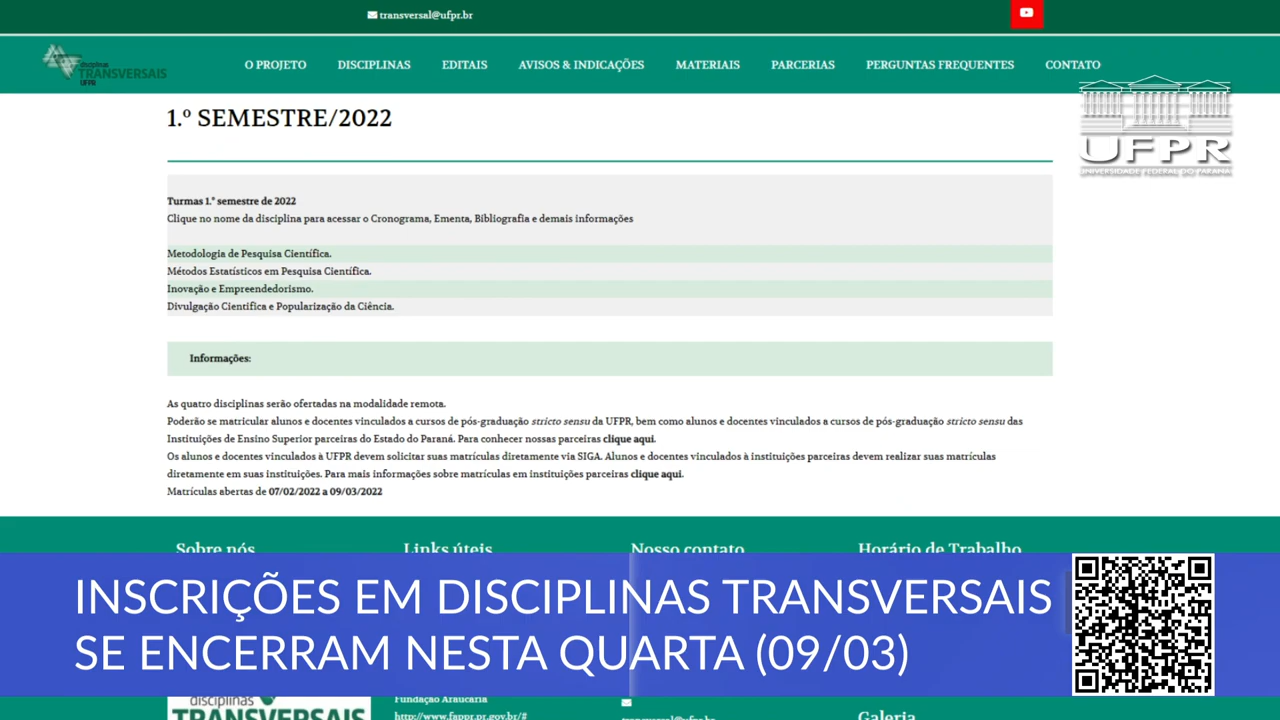 transversal@ufpr.br
disciplinas
TRANSVERSAIS
UFPR
O PROJETO DISCIPLINAS EDITAIS AVISOS & INDICAÇÕES MATERIAIS PARCERIAS PERGUNTAS FREQUENTES CONTATO
UFPR
UNIVERSIDADE FEDERAL DO PARANÁ
1.º SEMESTRE/2022
Turmas 1.º semestre de 2022
Clique no nome da disciplina para acessar o Cronograma, Ementa, Bibliografia e demais informações
Metodologia de Pesquisa Científica.
Métodos Estatísticos em Pesquisa Científica.
Inovação e Empreendedorismo.
Divulgação Cientifica e Popularização da Ciência.
Informações:
As quatro disciplinas serão ofertadas na modalidade remota.
Poderão se matricular alunos e docentes vinculados a cursos de pós-graduação stricto sensu da UFPR, bem como alunos e docentes vinculados a cursos de pós-graduação stricto sensu das
Instituições de Ensino Superior parceiras do Estado do Paraná. Para conhecer nossas parceiras clique aqui.
Os alunos e docentes vinculados à UFPR devem solicitar suas matrículas diretamente via SIGA. Alunos e docentes vinculados à instituições parceiras devem realizar suas matrículas
diretamente em suas instituições. Para mais informações sobre matrículas em instituições parceiras clique aqui.
Matrículas abertas de 07/02/2022 a 09/03/2022
Sobre nós Links úteis Nosso contato Horário de Trabalho
INSCRIÇÕES EM DISCIPLINAS TRANSVERSAIS
SE ENCERRAM NESTA QUARTA (09/03)
disciplinas
TRANSVERSAIS
Fundação Araucária
http://www.fappr.pr.gov.br/#
transversal@ufpr.br
Galeria